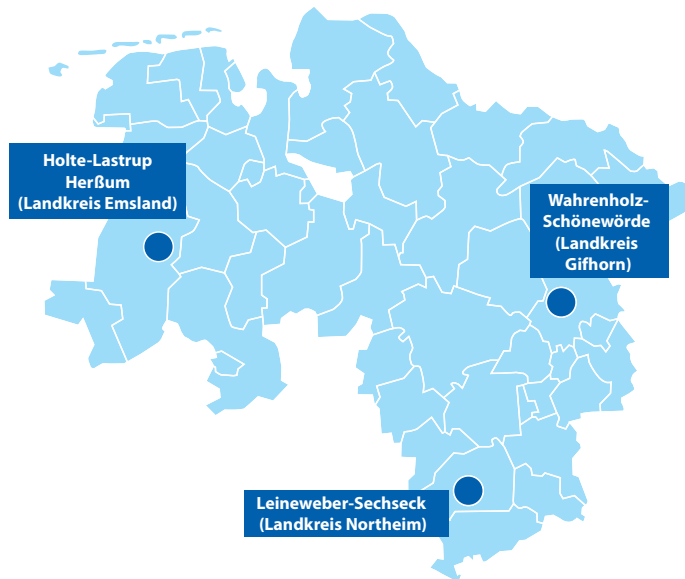 Holte-Lastrup
Herßum
(Landkreis Emsland)
Wahrenholz-
Schönewörde
(Landkreis
Gifhorn)
Leineweber-Sechseck
(Landkreis Northeim)